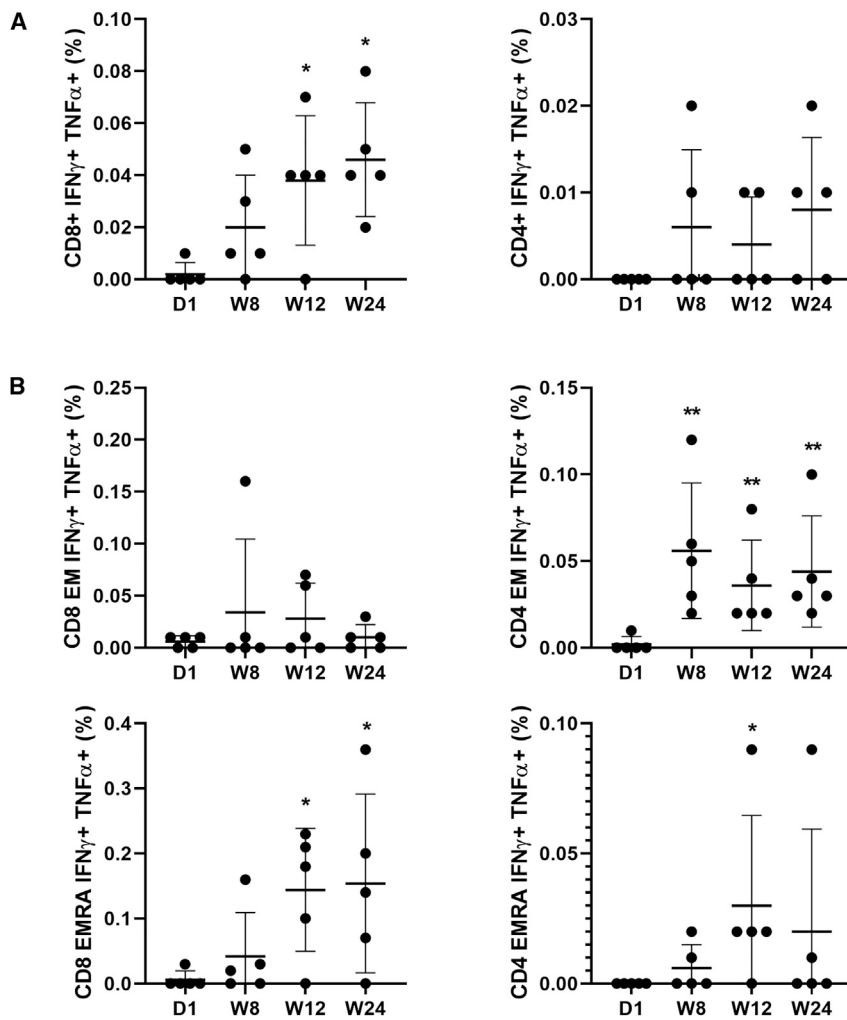 A
CD8+ IFNγ+ TNFα+ (%)
0.10
0.08
0.06
0.04
0.02
0.00
* *
D1 W8 W12 W24
CD4+ IFNγ+ TNFα+ (%)
0.03
0.02
0.01
0.00
D1 W8 W12 W24
B
CD8 EM IFNγ+ TNFα+ (%)
0.25
0.20
0.15
0.10
0.05
0.00
D1 W8 W12 W24
CD4 EM IFNγ+ TNFα+ (%)
0.15
0.10
0.05
0.00
** ** **
D1 W8 W12 W24
CD8 EMRA IFNγ+ TNFα+ (%)
0.4
0.3
0.2
0.1
0.0
* *
D1 W8 W12 W24
CD4 EMRA IFNγ+ TNFα+ (%)
0.10
0.05
0.00
*
D1 W8 W12 W24